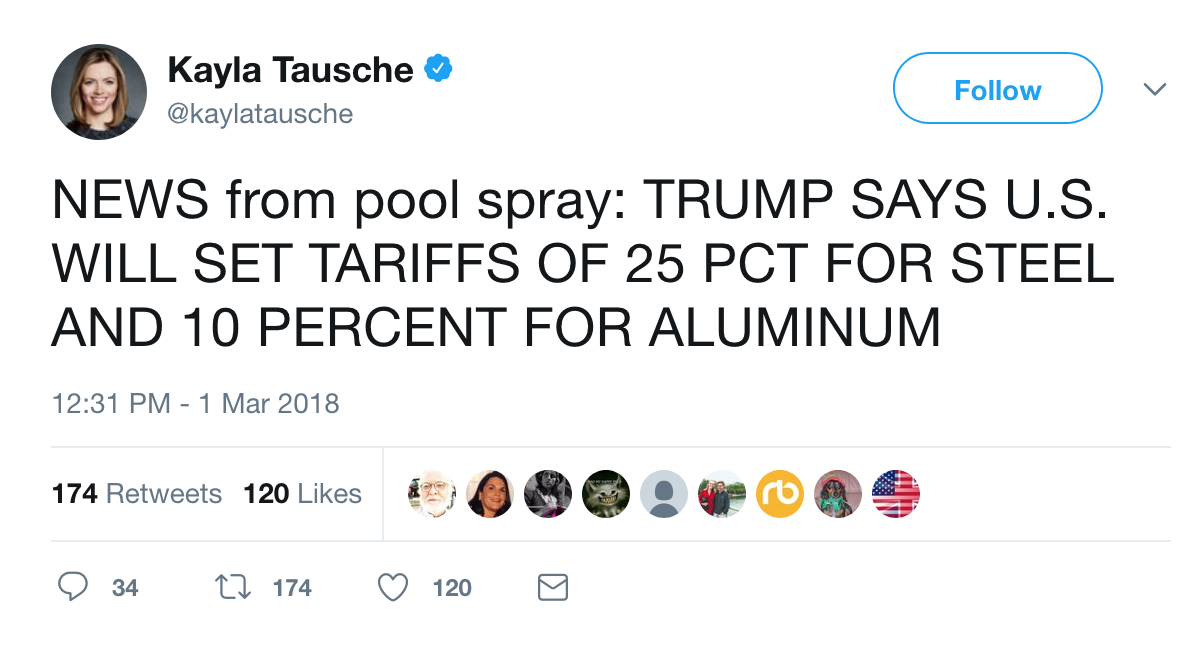 Kayla Tausche
@kaylatausche
Follow
NEWS from pool spray: TRUMP SAYS U.S.
WILL SET TARIFFS OF 25 PCT FOR STEEL
AND 10 PERCENT FOR ALUMINUM
12:31 PM - 1 Mar 2018
174 Retweets 120 Likes
rb
34 174 120